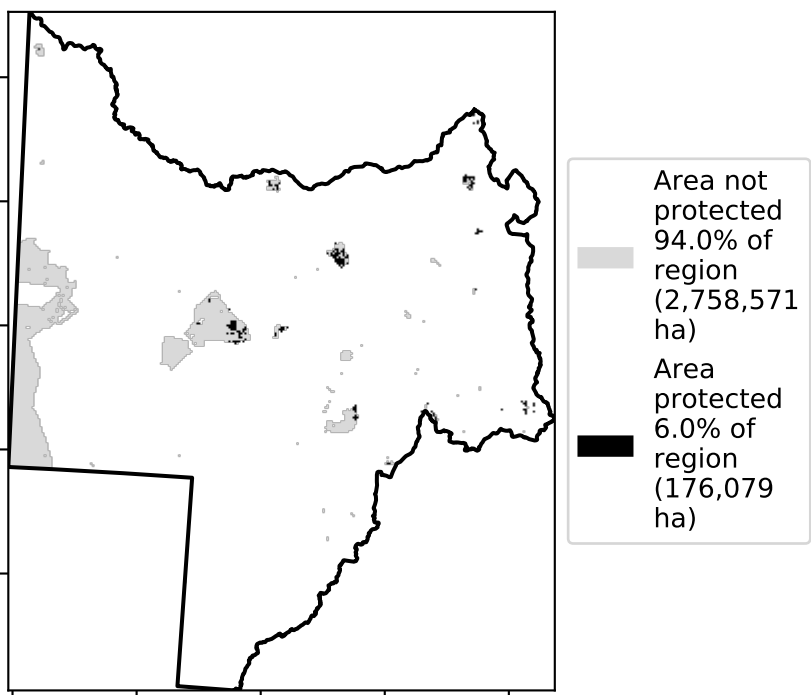 Area not
protected
94.0% of
region
(2,758,571
ha)
Area
protected
6.0% of
region
(176,079
ha)